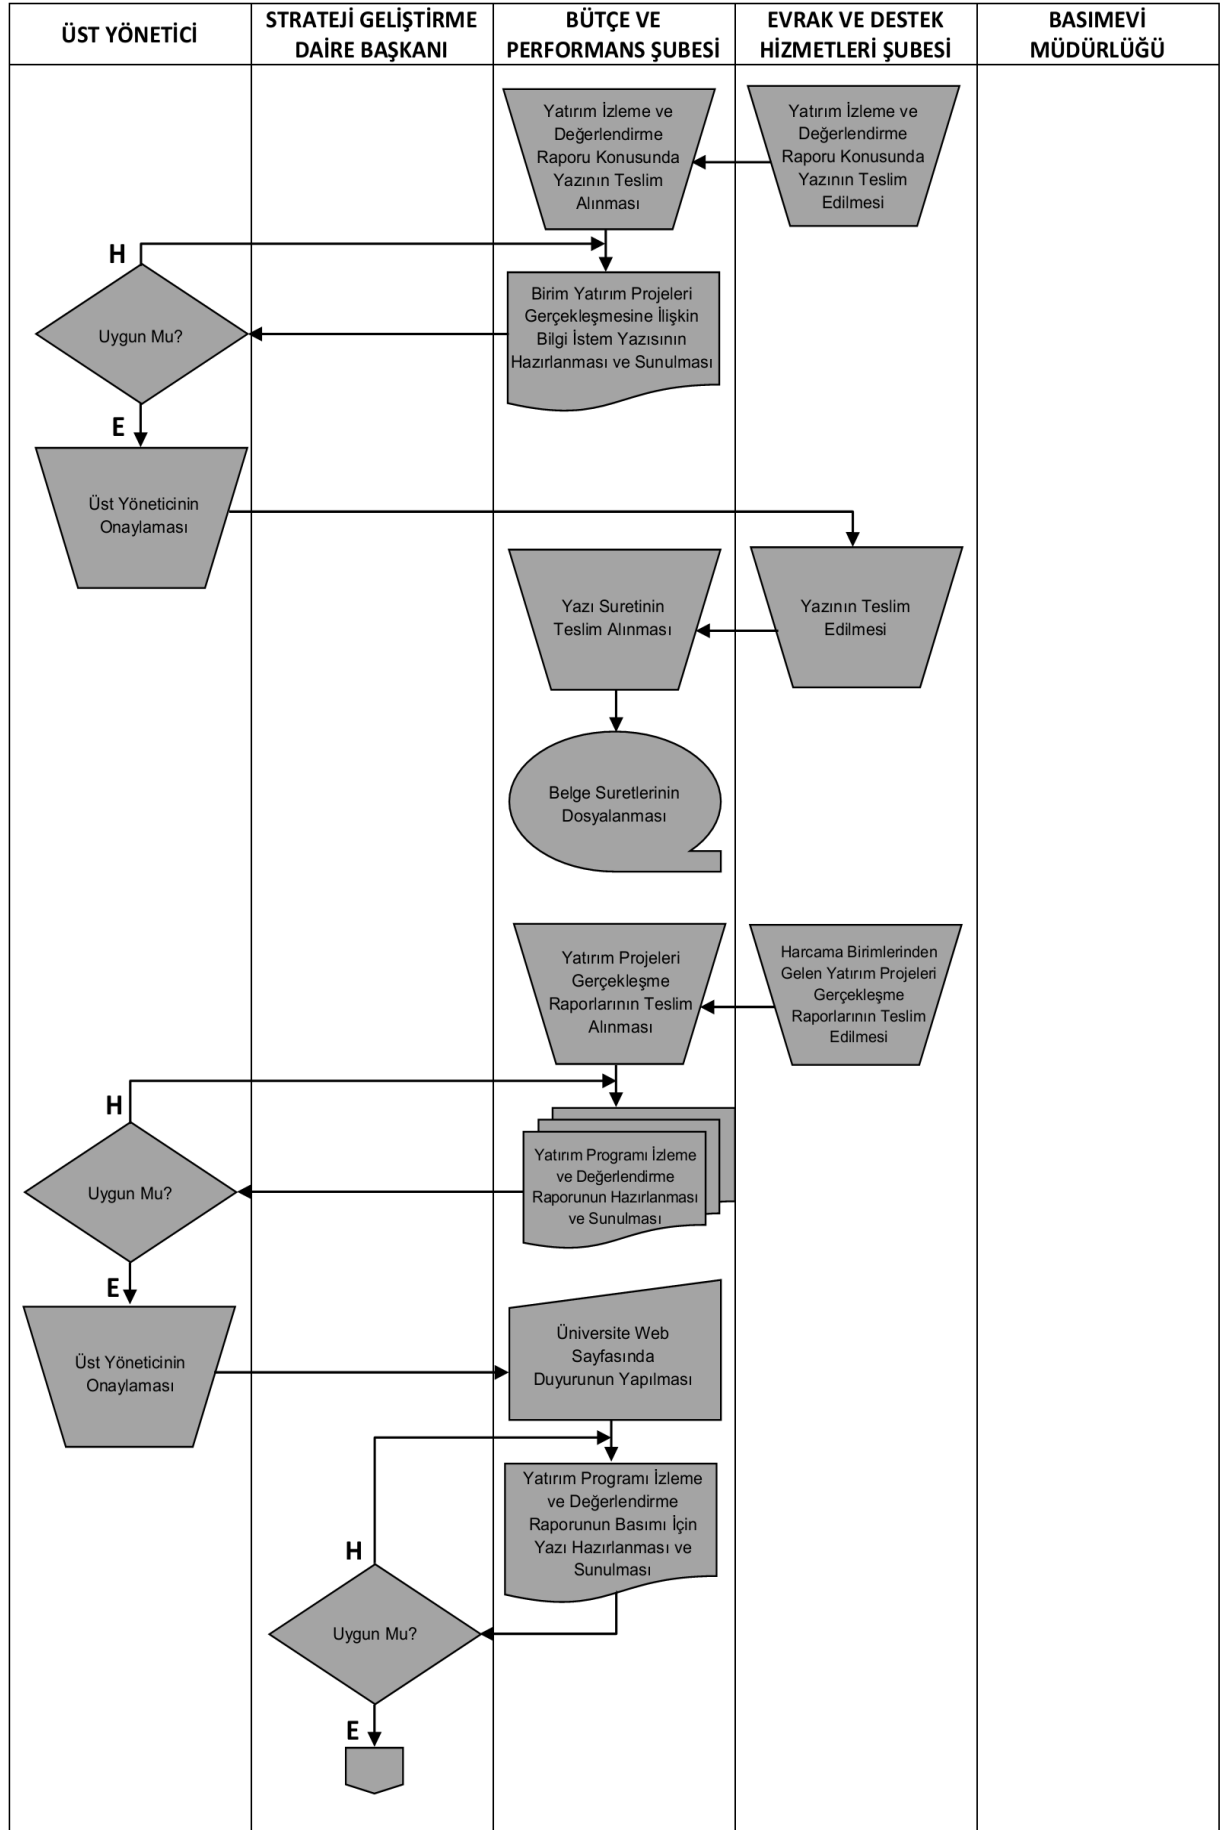 ÜST YÖNETİCİ
STRATEJİ GELİŞTİRME
DAİRE BAŞKANI
BÜTÇE VE
PERFORMANS ŞUBESİ
EVRAK VE DESTEK
HİZMETLERİ ŞUBESİ
BASIMEVİ
MÜDÜRLÜĞÜ
Yatırım İzleme ve
Değerlendirme
Raporu Konusunda
Yazının Teslim
Alınması
Yatırım İzleme ve
Değerlendirme
Raporu Konusunda
Yazının Teslim
Edilmesi
H
Uygun Mu?
Birim Yatırım Projeleri
Gerçekleşmesine İlişkin
Bilgi İstem Yazısının
Hazırlanması ve Sunulması
E
Üst Yöneticinin
Onaylaması
Yazı Suretinin
Teslim Alınması
Yazının Teslim
Edilmesi
Belge Suretlerinin
Dosyalanması
Yatırım Projeleri
Gerçekleşme
Raporlarının Teslim
Alınması
Harcama Birimlerinden
Gelen Yatırım Projeleri
Gerçekleşme
Raporlarının Teslim
Edilmesi
H
Uygun Mu?
Yatırım Programı İzleme
ve Değerlendirme
Raporunun Hazırlanması
ve Sunulması
E
Üst Yöneticinin
Onaylaması
Üniversite Web
Sayfasında
Duyurunun Yapılması
Yatırım Programı İzleme
ve Değerlendirme
Raporunun Basımı İçin
Yazı Hazırlanması ve
Sunulması
H
Uygun Mu?
E